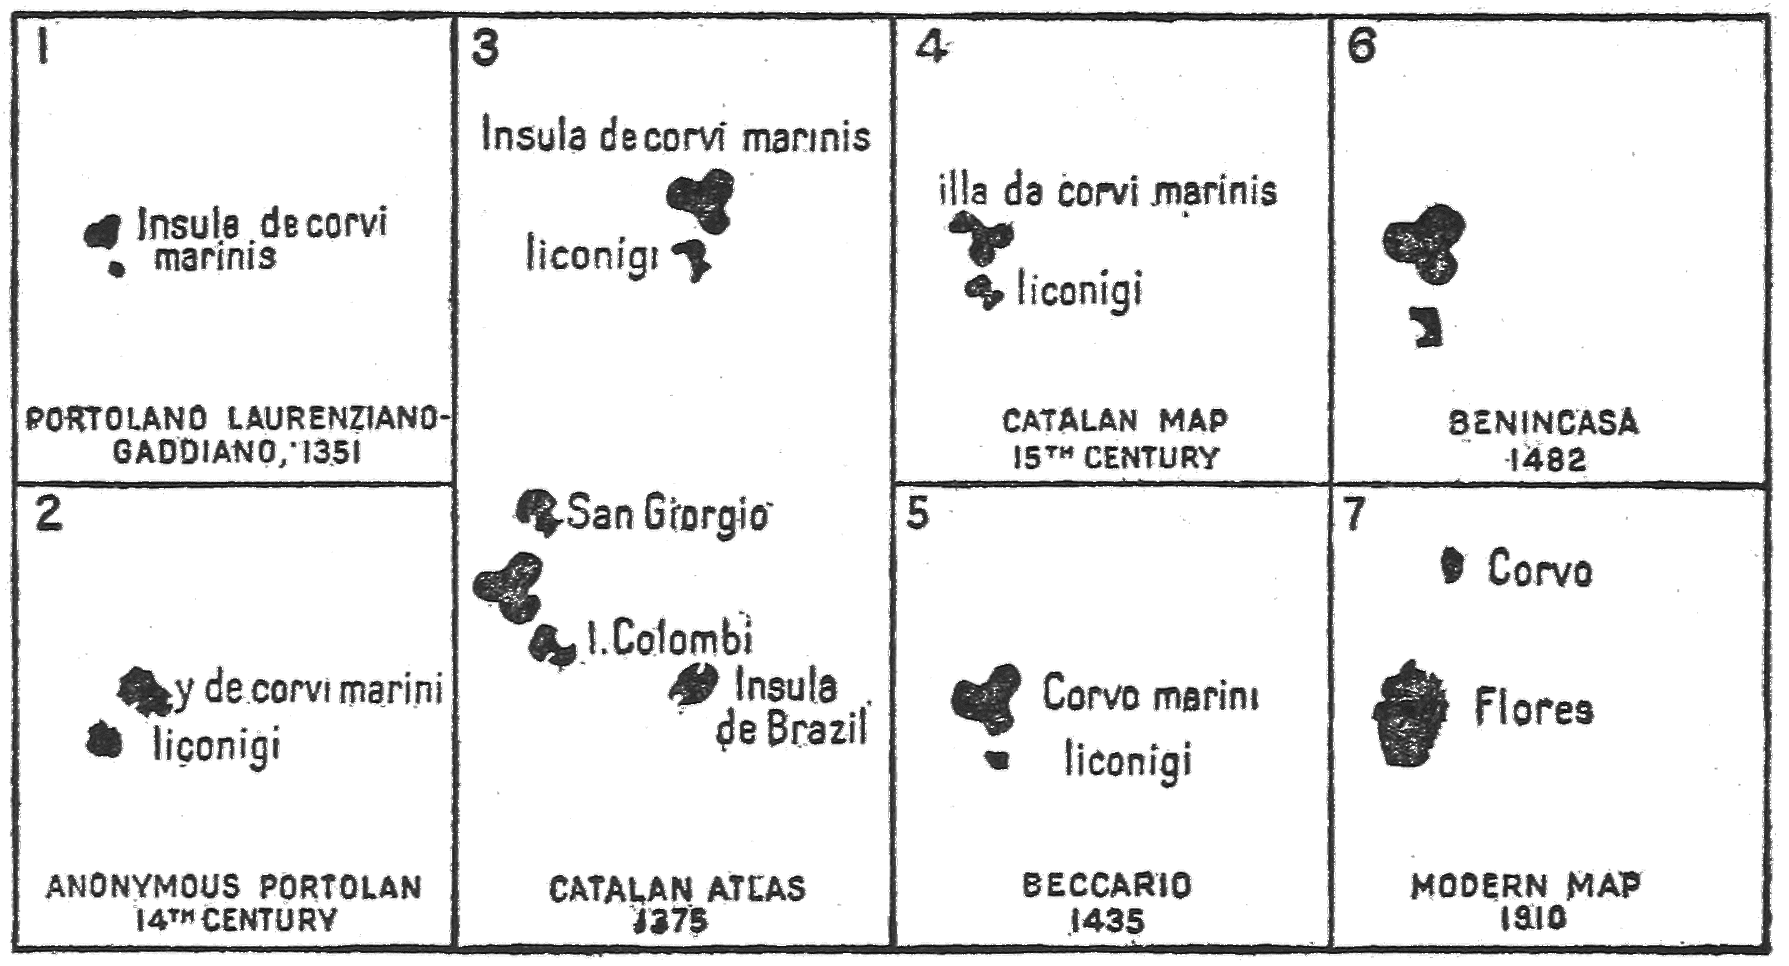 1
Insula de corvi
marinis
PORTOLANO LAURENZIANO-
GADDIANO, 1351
2
y de corvi marini
liconigi
ANONYMOUS PORTOLAN
14TH CENTURY
3
Insula de corvi marinis
liconigi
San Giorgio
I. Colombi
Insula
de Brazil
CATALAN ATLAS
1375
4
illa da corvi marinis
liconigi
CATALAN MAP
15TH CENTURY
5
Corvo marini
liconigi
BECCARIO
1435
6
BENINCASA
1482
7
Corvo
Flores
MODERN MAP
1910